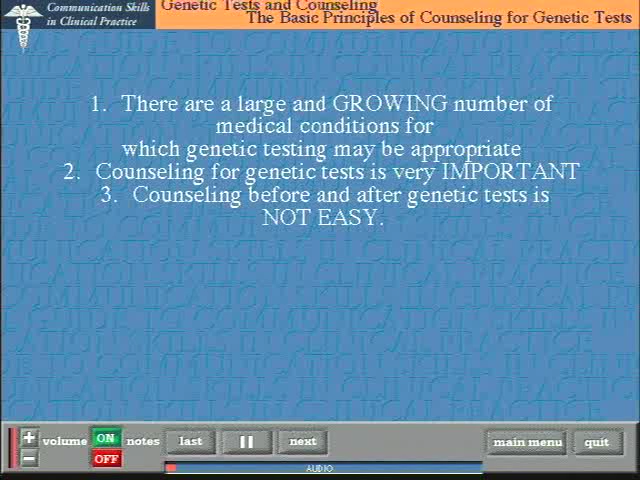 Communication Skills
in Clinical Practice
Genetic Tests and Counseling
The Basic Principles of Counseling for Genetic Tests
1. There are a large and GROWING number of
medical conditions for
which genetic testing may be appropriate
2. Counseling for genetic tests is very IMPORTANT
3. Counseling before and after genetic tests is
NOT EASY.
+ volume ON notes last next main menu quit
- OFF
AUDIO